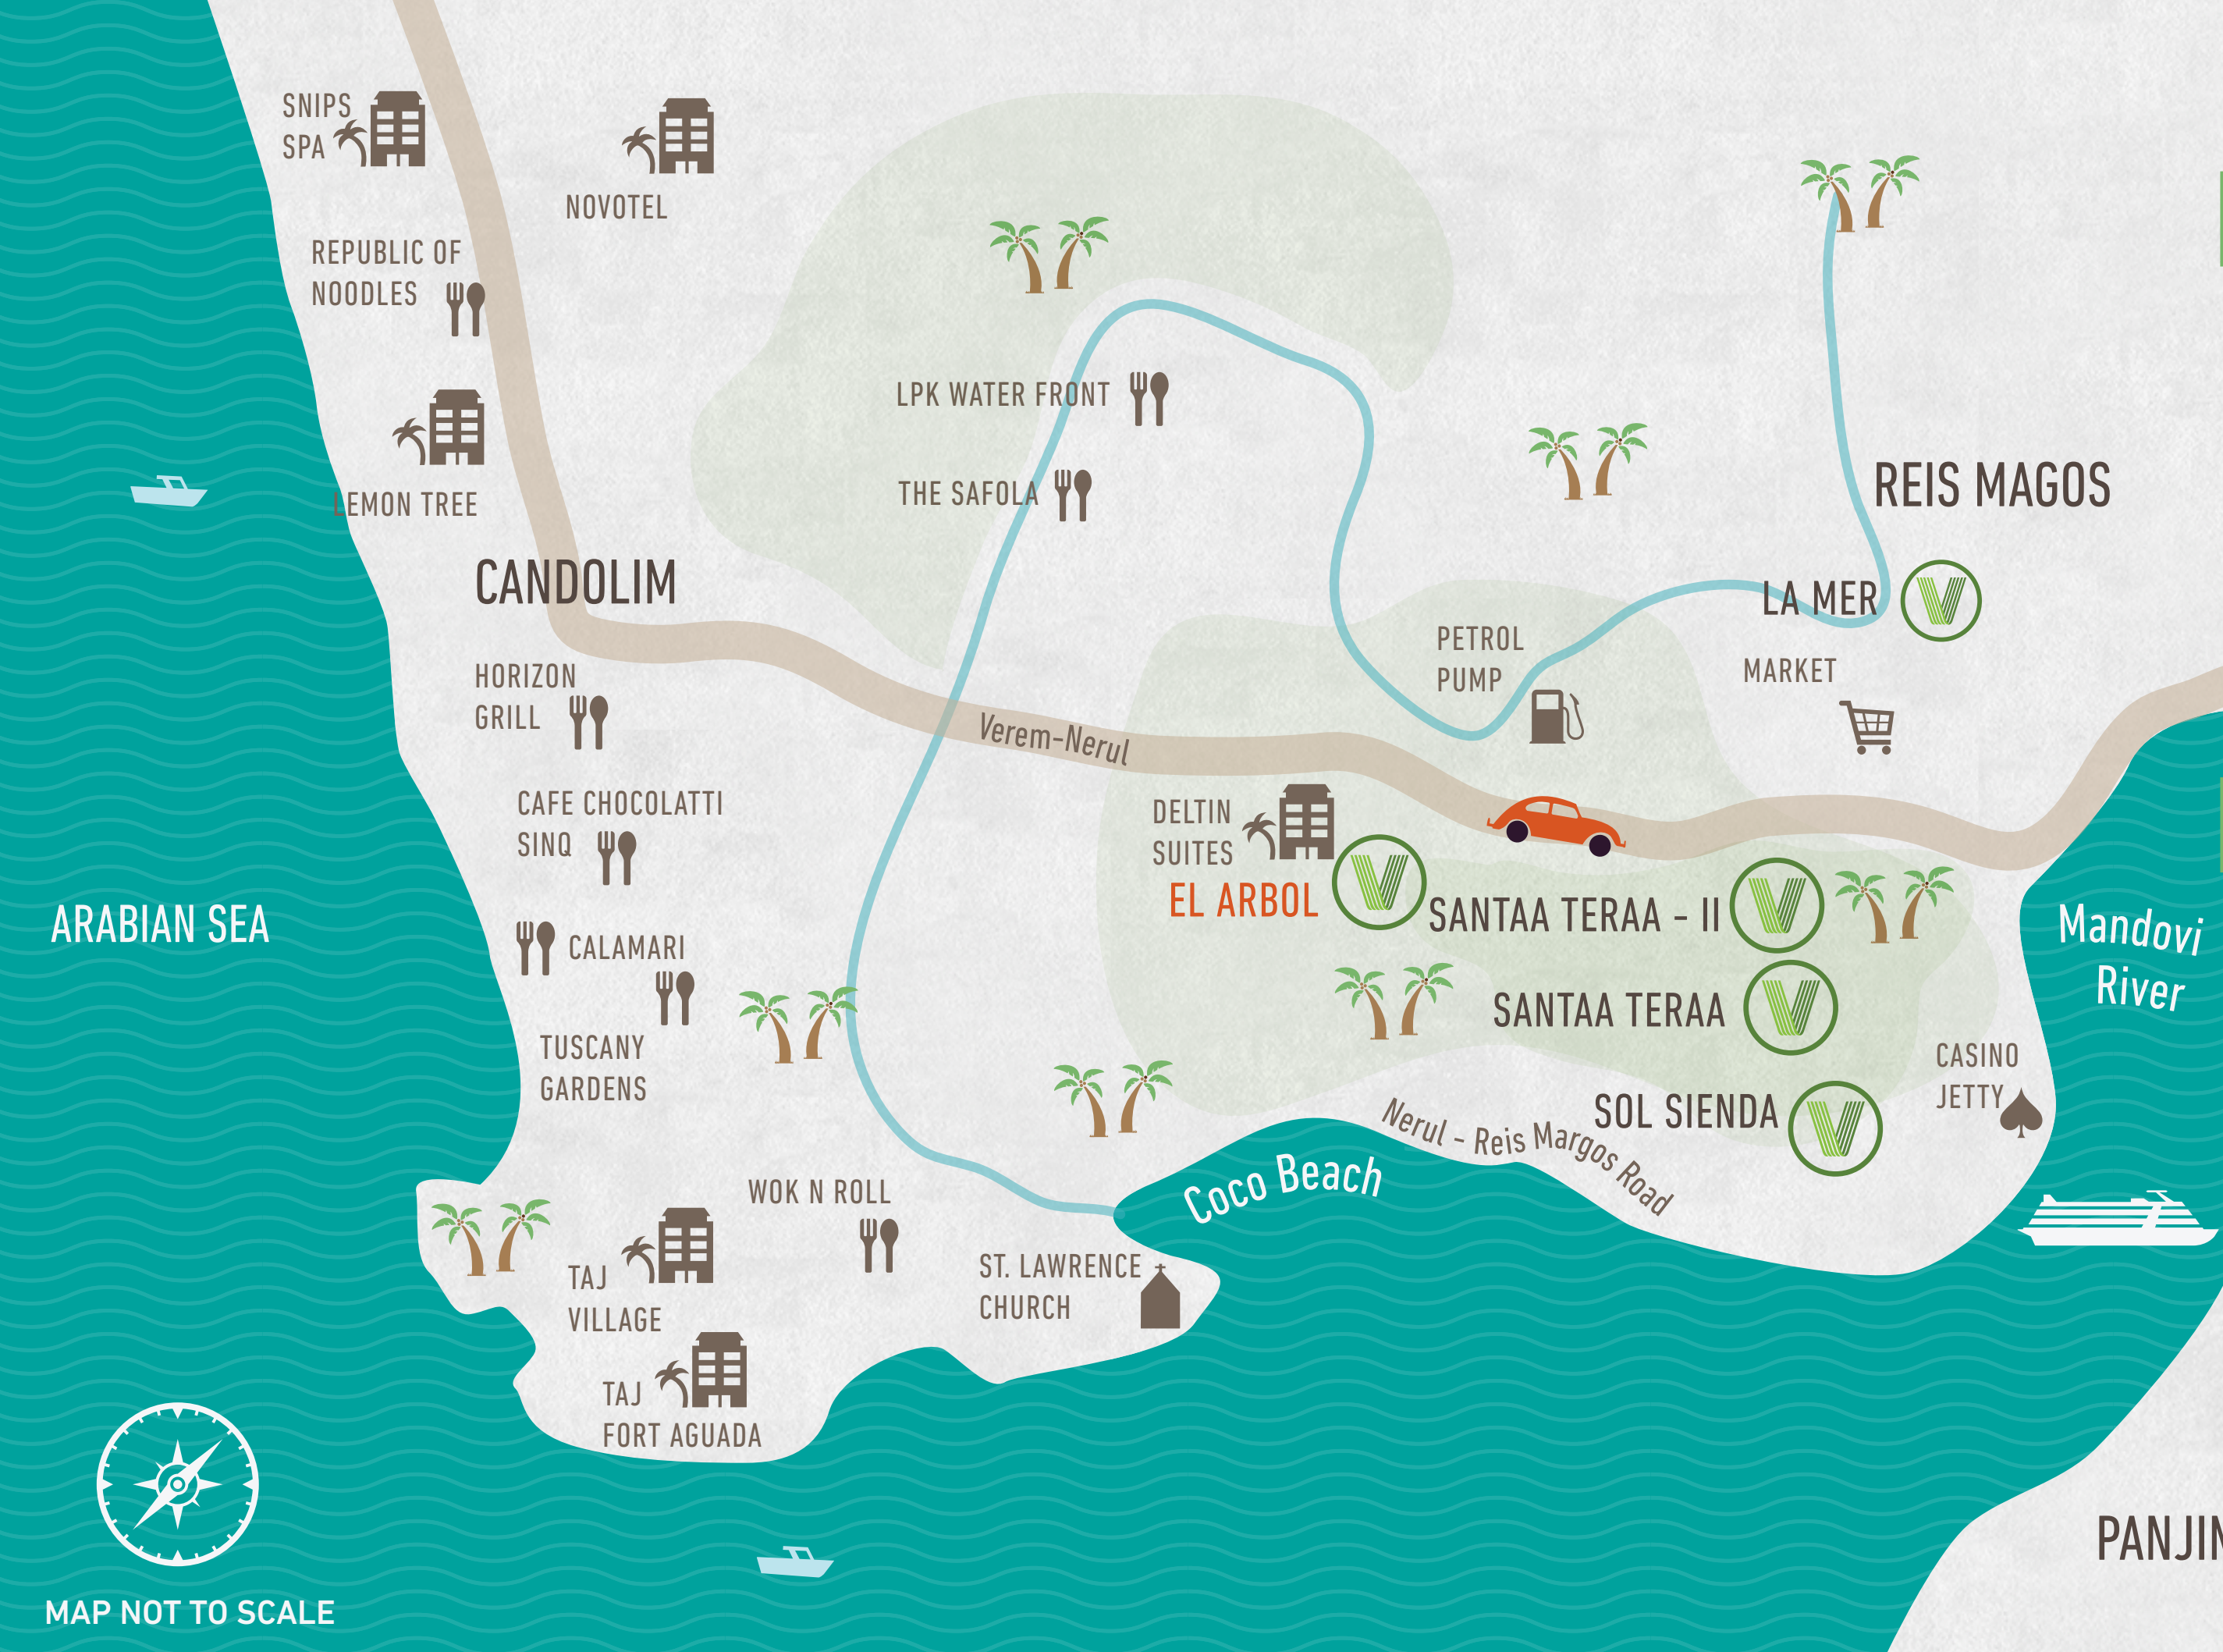 SNIPS
SPA
NOVOTEL
REPUBLIC OF
NOODLES
LPK WATER FRONT
THE SAFOLA
LEMON TREE
REIS MAGOS
CANDOLIM
LA MER
PETROL
PUMP
MARKET
HORIZON
GRILL
Verem-Nerul
CAFE CHOCOLATTI
SINQ
DELTIN
SUITES
EL ARBOL
SANTAA TERAA - II
ARABIAN SEA
Mandovi
River
CALAMARI
SANTAA TERAA
TUSCANY
GARDENS
CASINO
JETTY
SOL SIENDA
Nerul - Reis Margos Road
Coco Beach
WOK N ROLL
TAJ
VILLAGE
ST. LAWRENCE
CHURCH
TAJ
FORT AGUADA
PANJIM
MAP NOT TO SCALE